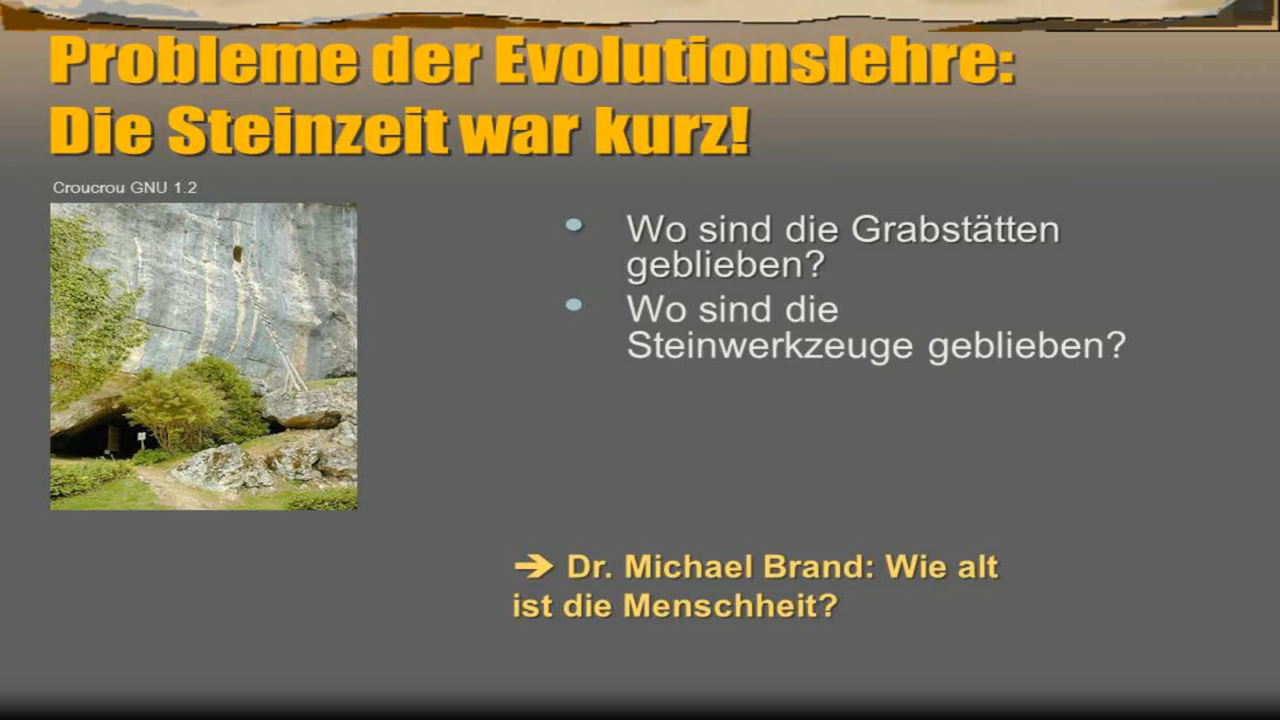 Probleme der Evolutionslehre:
Die Steinzeit war kurz!
Croucrou GNU 1.2
• Wo sind die Grabstätten
geblieben?
• Wo sind die
Steinwerkzeuge geblieben?
➔ Dr. Michael Brand: Wie alt
ist die Menschheit?